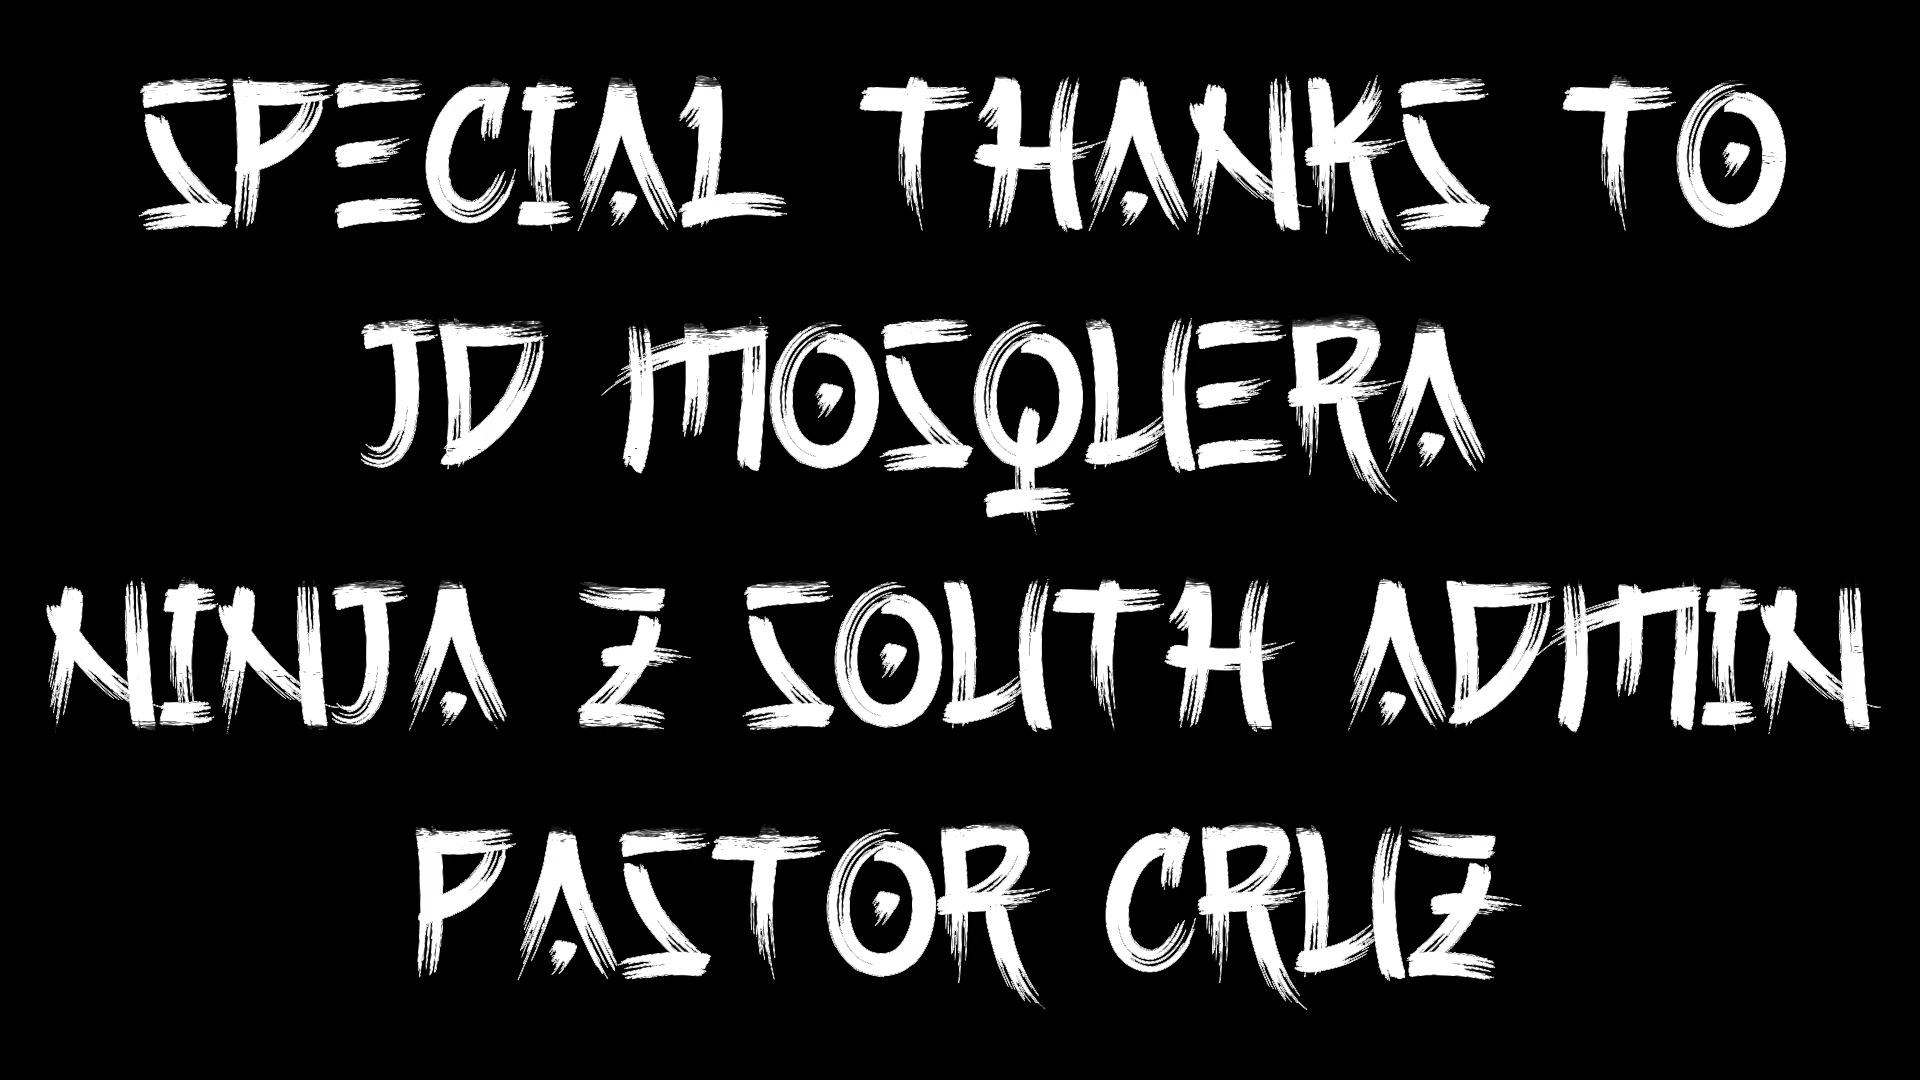 SPECIAL THANKS TO
JD MOSQUERA
NINJA Z SOUTH ADMIN
PASTOR CRUZ